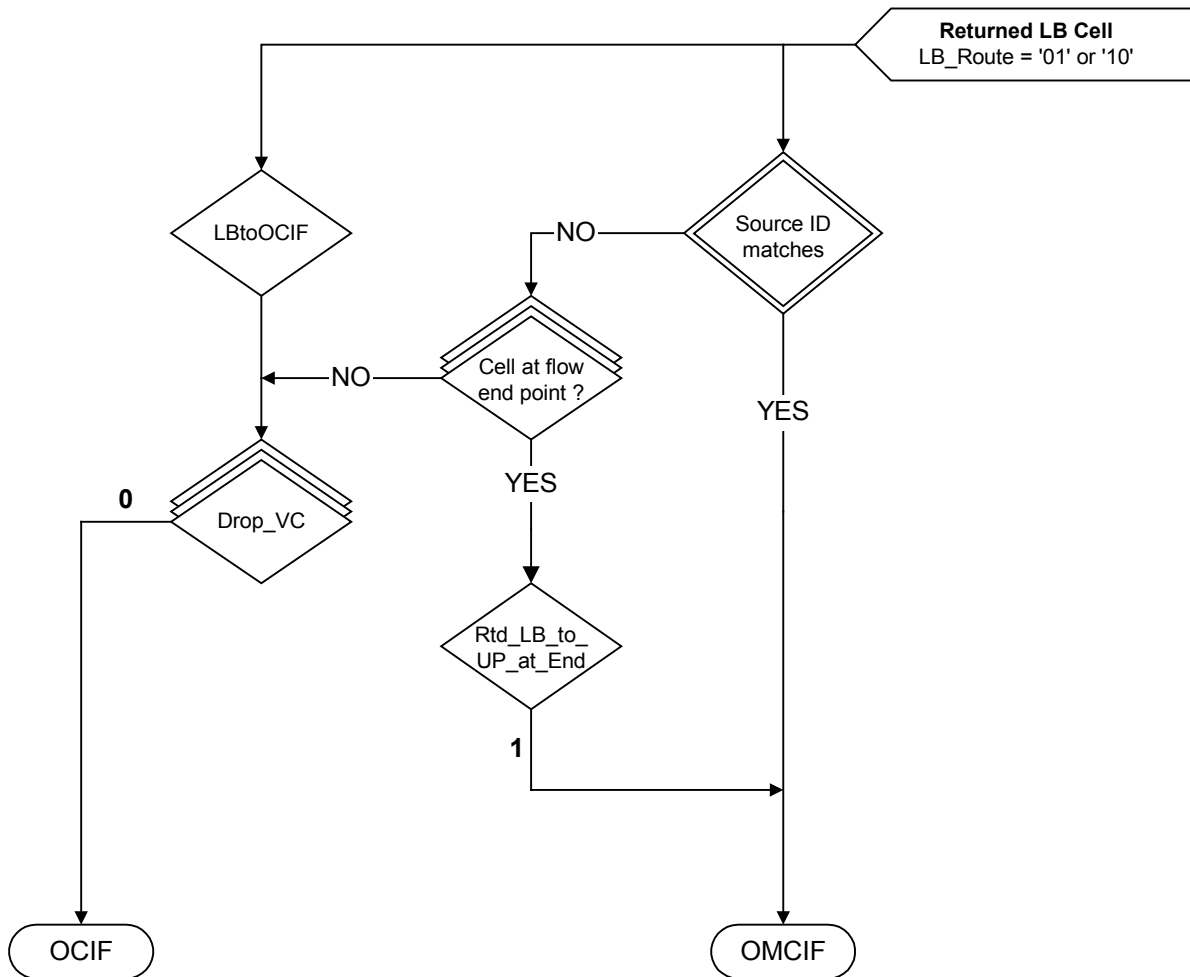 Returned LB Cell
LB_Route = '01' or '10'
LBtoOCIF
NO
Source ID
matches
NO
Cell at flow
end point ?
YES
YES
0
Drop_VC
Rtd_LB_to_
UP_at_End
1
OCIF
OMCIF